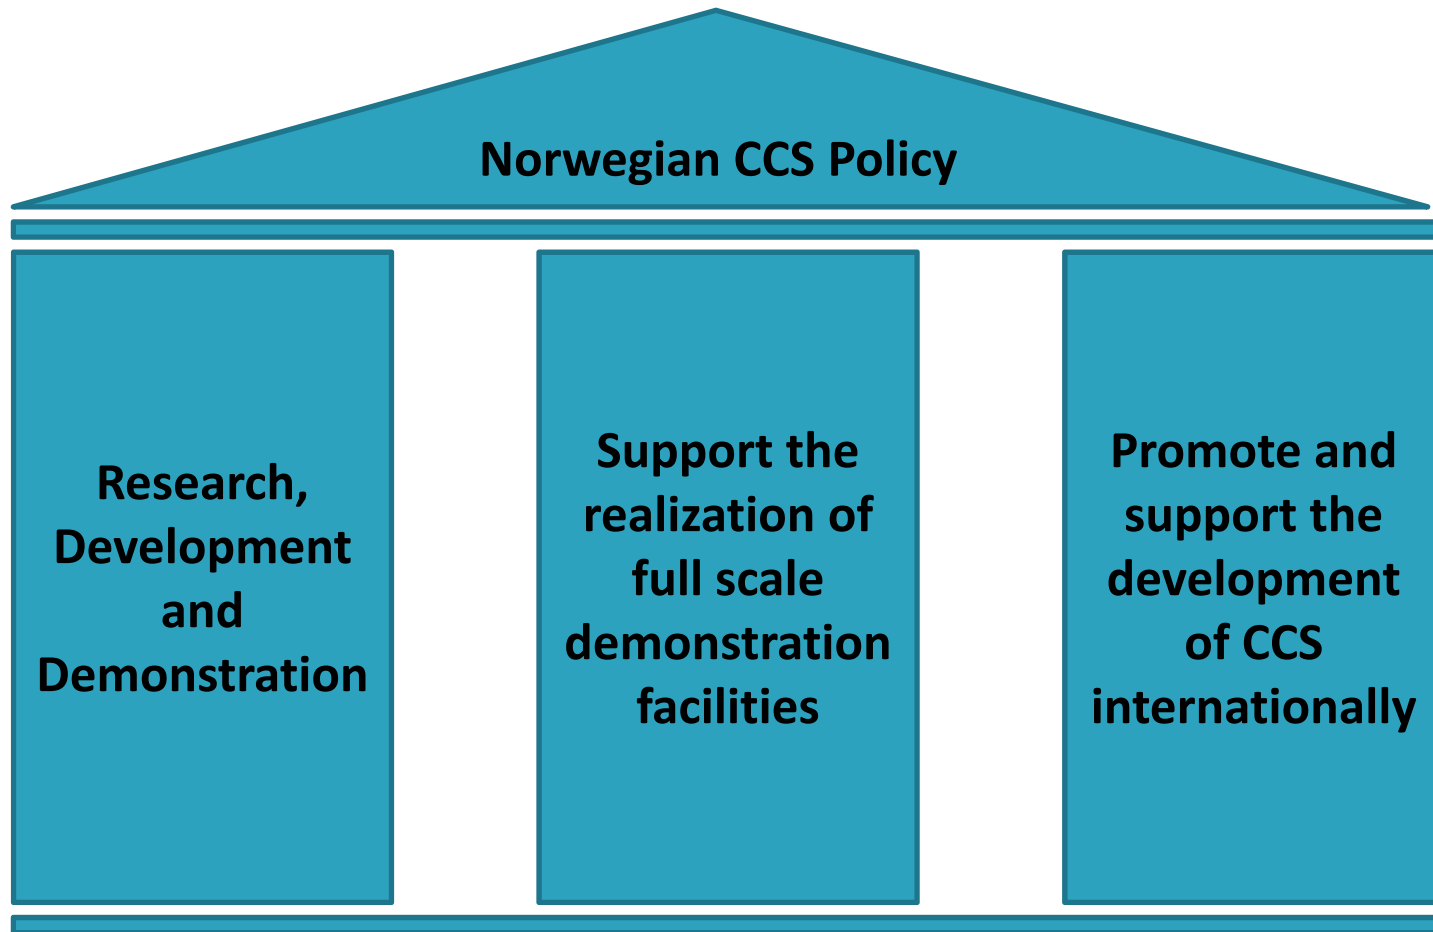 Norwegian CCS Policy
Research,
Development
and
Demonstration
Support the
realization of
full scale
demonstration
facilities
Promote and
support the
development
of CCS
internationally